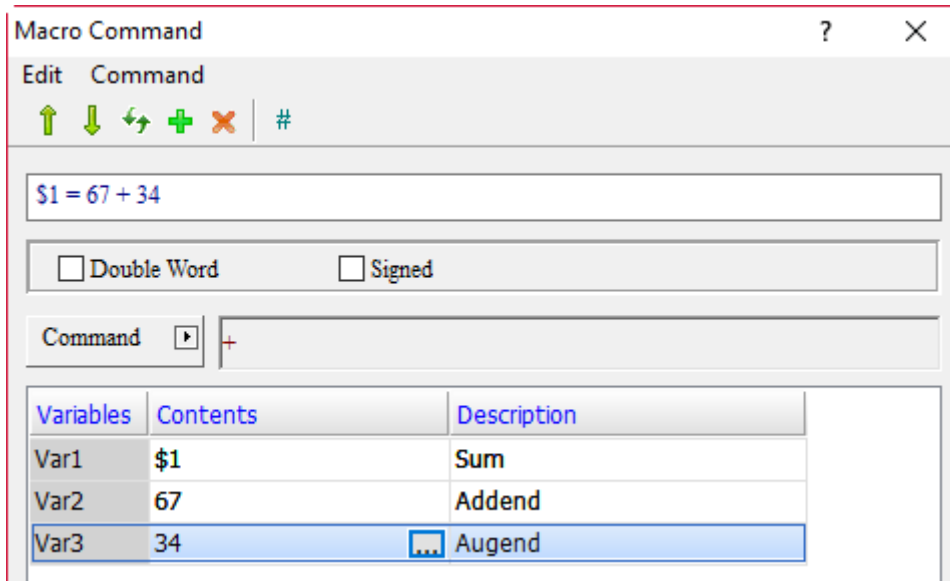 Macro Command ?
Edit Command
#
$1 = 67 + 34
Double Word Signed
Command +
Variables Contents Description
Var1 $1 Sum
Var2 67 Addend
Var3 34 ... Augend